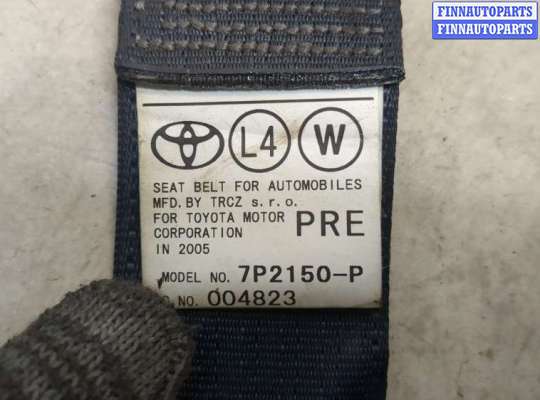 FINNAUTOPARTS
FINNAUTOPARTS
L4 W
SEAT BELT FOR AUTOMOBILES
MFD. BY TRCZ s. r. o.
FOR TOYOTA MOTOR
CORPORATION PRE
IN 2005
MODEL NO. 7P2150-P
NO. 004823